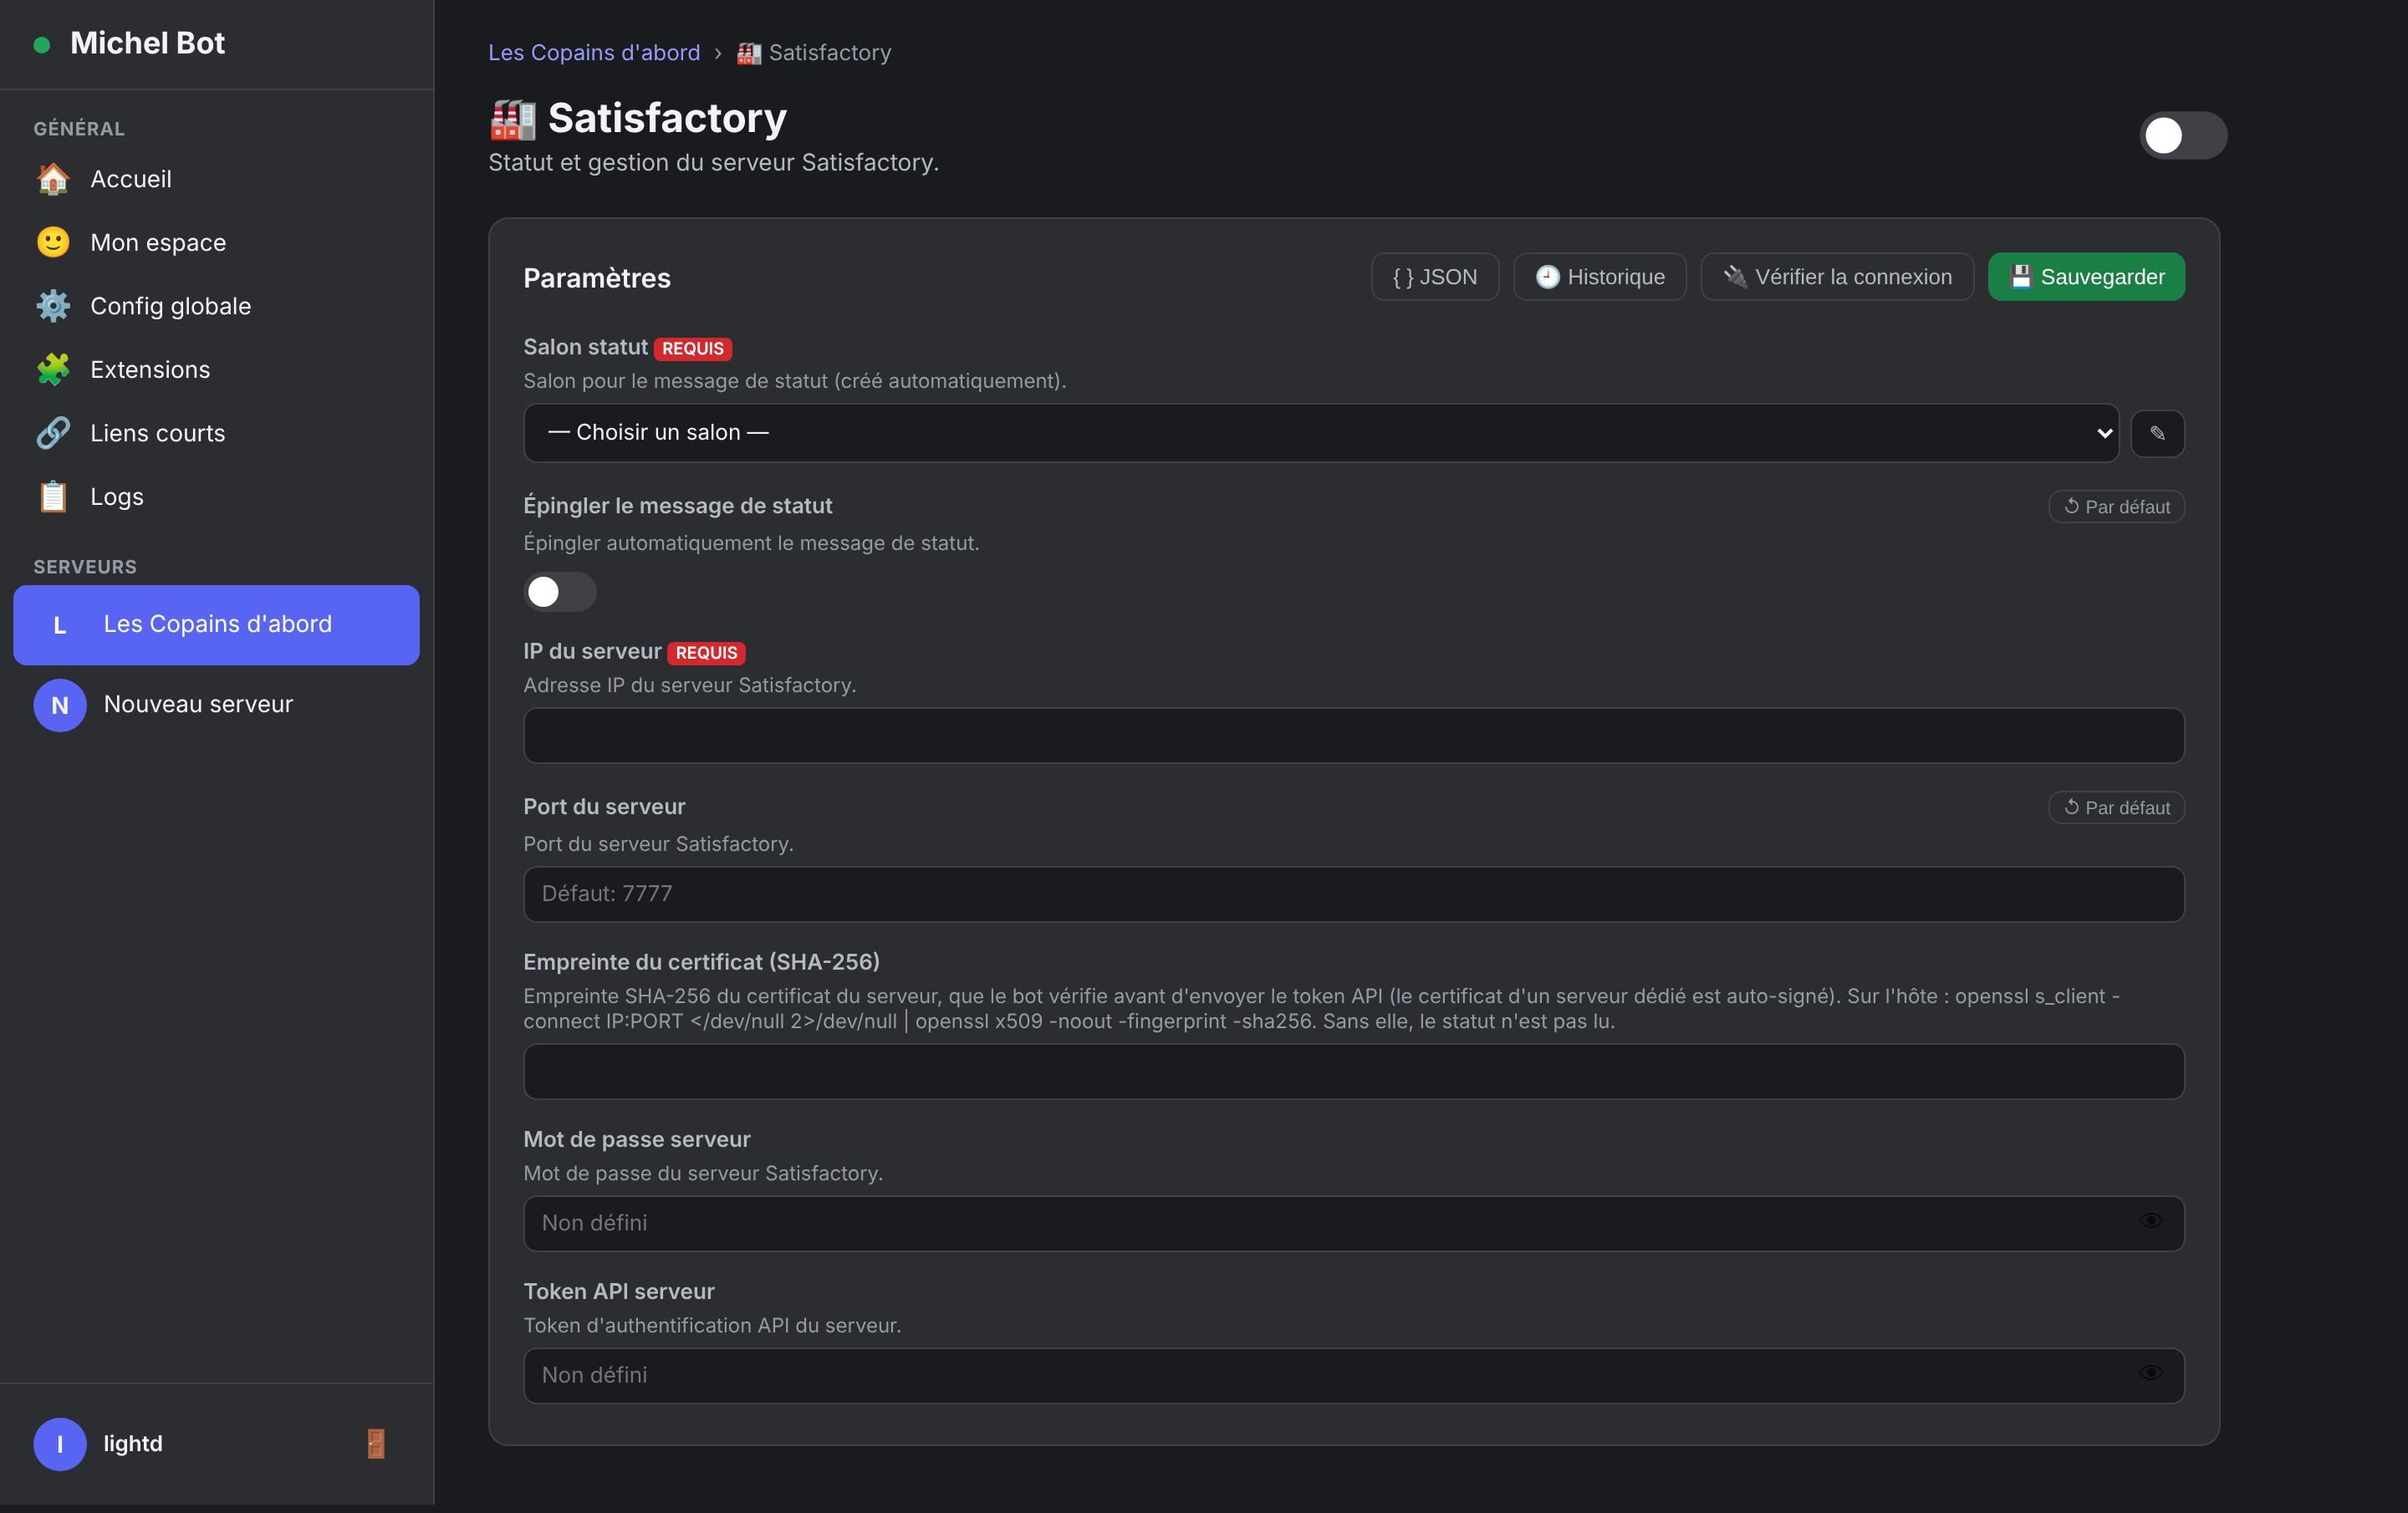 Michel Bot
GÉNÉRAL
Accueil
Mon espace
Config globale
Extensions
Liens courts
Logs
SERVEURS
L Les Copains d'abord
N Nouveau serveur
l lightd
Les Copains d'abord › Satisfactory
Satisfactory
Statut et gestion du serveur Satisfactory.
Paramètres
{ } JSON
Historique
Vérifier la connexion
Sauvegarder
Salon statut REQUIS
Salon pour le message de statut (créé automatiquement).
— Choisir un salon —
Épingler le message de statut
Par défaut
Épingler automatiquement le message de statut.
IP du serveur REQUIS
Adresse IP du serveur Satisfactory.
Port du serveur
Par défaut
Port du serveur Satisfactory.
Défaut: 7777
Empreinte du certificat (SHA-256)
Empreinte SHA-256 du certificat du serveur, que le bot vérifie avant d'envoyer le token API (le certificat d'un serveur dédié est auto-signé). Sur l'hôte : openssl s_client -
connect IP:PORT </dev/null 2>/dev/null | openssl x509 -noout -fingerprint -sha256. Sans elle, le statut n'est pas lu.
Mot de passe serveur
Mot de passe du serveur Satisfactory.
Non défini
Token API serveur
Token d'authentification API du serveur.
Non défini